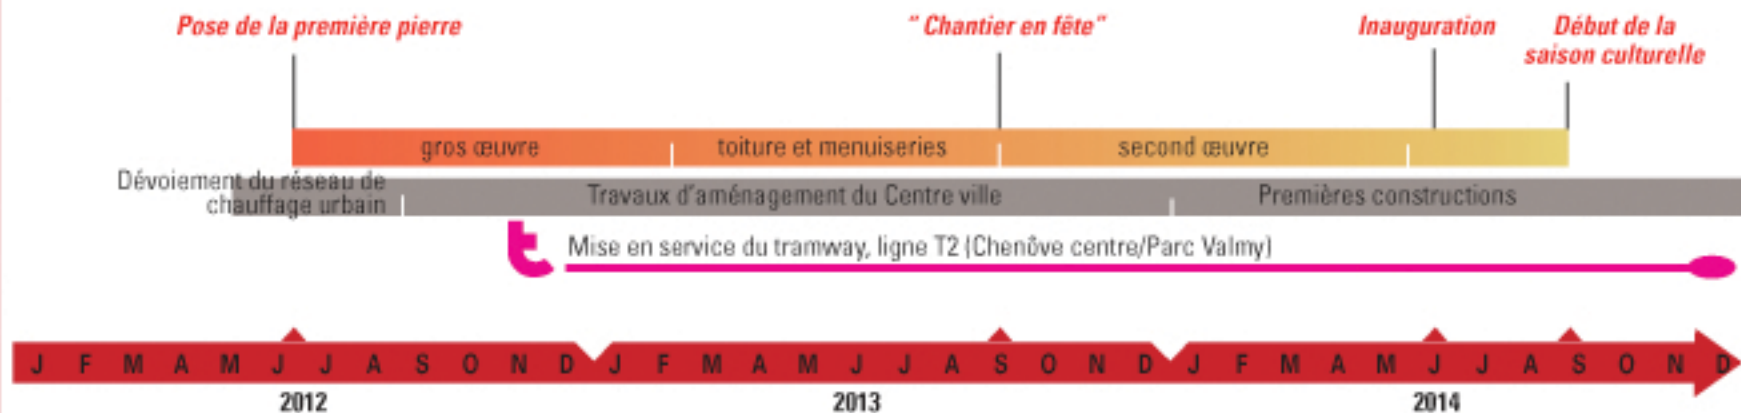 Pose de la première pierre
" Chantier en fête"
Inauguration
Début de la
saison culturelle
gros œuvre
toiture et menuiseries
second œuvre
Dévoiement du réseau de
chauffage urbain
Travaux d'aménagement du Centre ville
Premières constructions
t
Mise en service du tramway, ligne T2 (Chenôve centre/Parc Valmy)
J F M A M J J A S O N D J F M A M J J A S O N D J F M A M J J A S O N D
2012 2013 2014